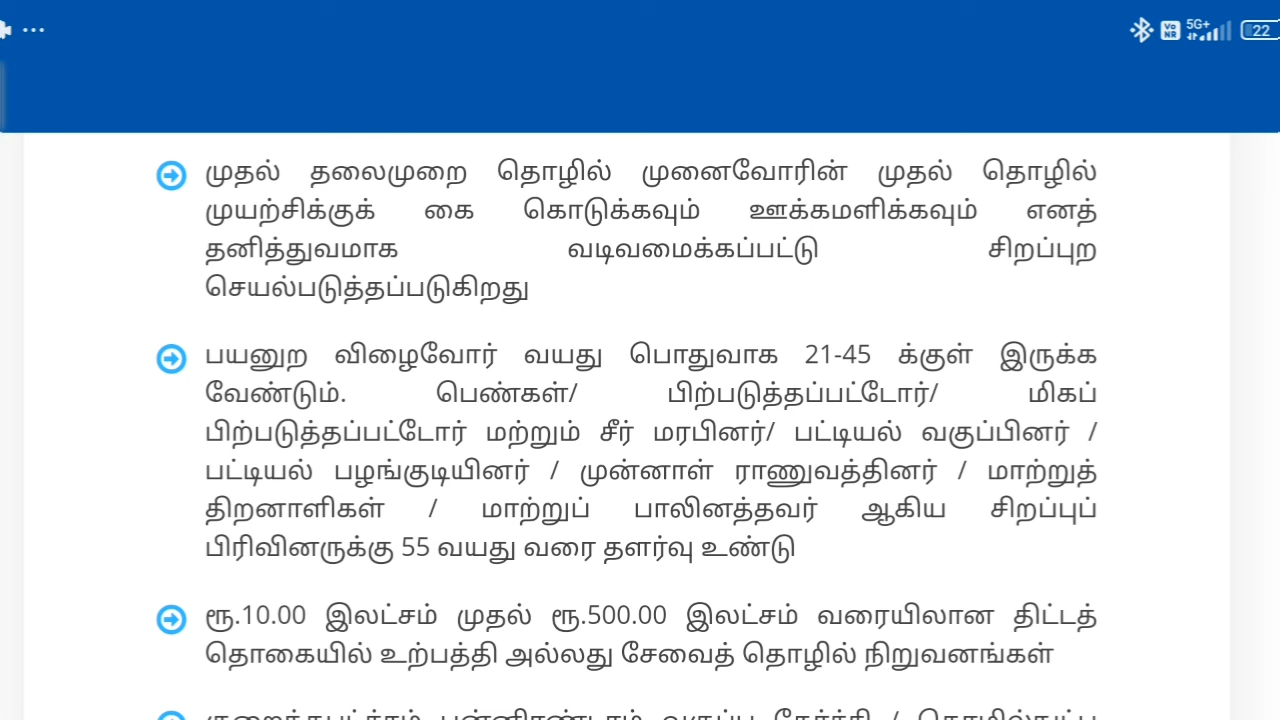 5G+
22
முதல் தலைமுறை தொழில் முனைவோரின் முதல் தொழில்
முயற்சிக்குக் கை கொடுக்கவும் ஊக்கமளிக்கவும் எனத்
தனித்துவமாக வடிவமைக்கப்பட்டு சிறப்புற
செயல்படுத்தப்படுகிறது
பயனுற விழைவோர் வயது பொதுவாக 21-45 க்குள் இருக்க
வேண்டும். பெண்கள்/ பிற்படுத்தப்பட்டோர்/ மிகப்
பிற்படுத்தப்பட்டோர் மற்றும் சீர் மரபினர்/ பட்டியல் வகுப்பினர் /
பட்டியல் பழங்குடியினர் / முன்னாள் ராணுவத்தினர் / மாற்றுத்
திறனாளிகள் / மாற்றுப் பாலினத்தவர் ஆகிய சிறப்புப்
பிரிவினருக்கு 55 வயது வரை தளர்வு உண்டு
ரூ.10.00 இலட்சம் முதல் ரூ.500.00 இலட்சம் வரையிலான திட்டத்
தொகையில் உற்பத்தி அல்லது சேவைத் தொழில் நிறுவனங்கள்